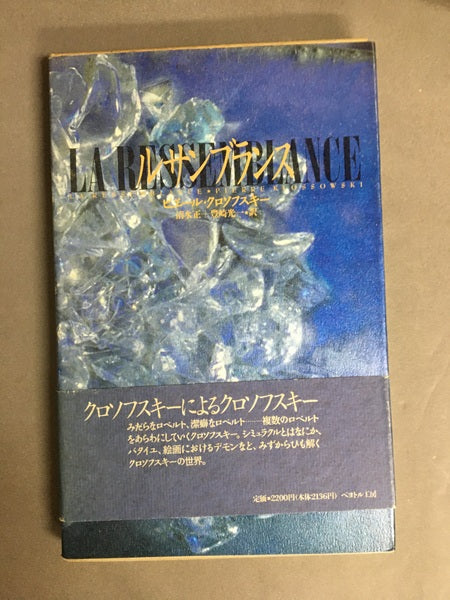 LA RESSEMBLANCE
ルサンブランス
LA RESSEMBLANCE●PIERRE KLOSSOWSKI
ピエール・クロソフスキー
清水正+豊崎光一●訳
クロソフスキーによるクロソフスキー
みだらなロベルト、潔癖なロベルト………複数のロベルト
をあらわにしていくクロソフスキー。シミュラクルとはなにか、
バタイユ、絵画におけるデモンなど、みずからひも解く
クロソフスキーの世界。
定価●2200円(本体2136円) ペヨトル工房